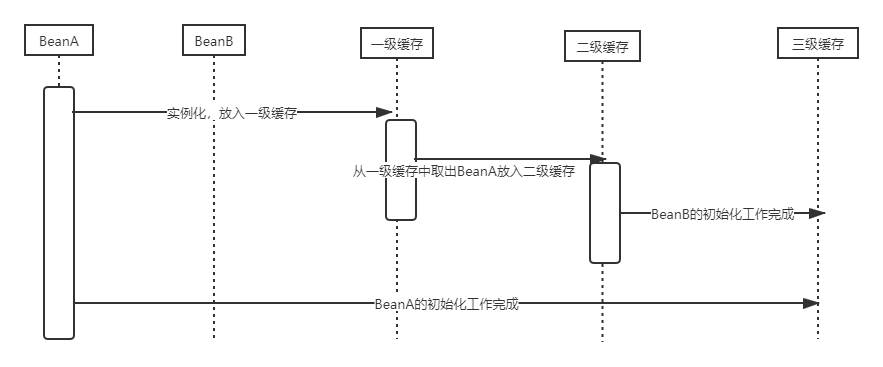 BeanA
BeanB
一级缓存
二级缓存
三级缓存
实例化，放入一级缓存
从一级缓存中取出BeanA放入二级缓存
BeanB的初始化工作完成
BeanA的初始化工作完成